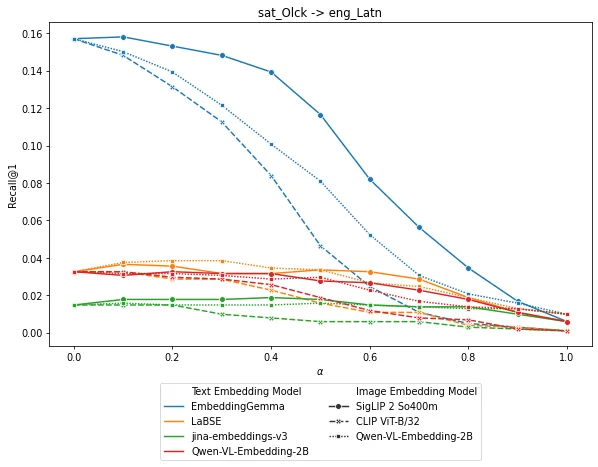 sat_Olck -> eng_Latn
0.16
0.14
0.12
0.10
0.08
0.06
0.04
0.02
0.00
Recall@1
0.0 0.2 0.4 0.6 0.8 1.0
α
Text Embedding Model Image Embedding Model
EmbeddingGemma SigLIP 2 So400m
LaBSE CLIP ViT-B/32
jina-embeddings-v3 Qwen-VL-Embedding-2B
Qwen-VL-Embedding-2B